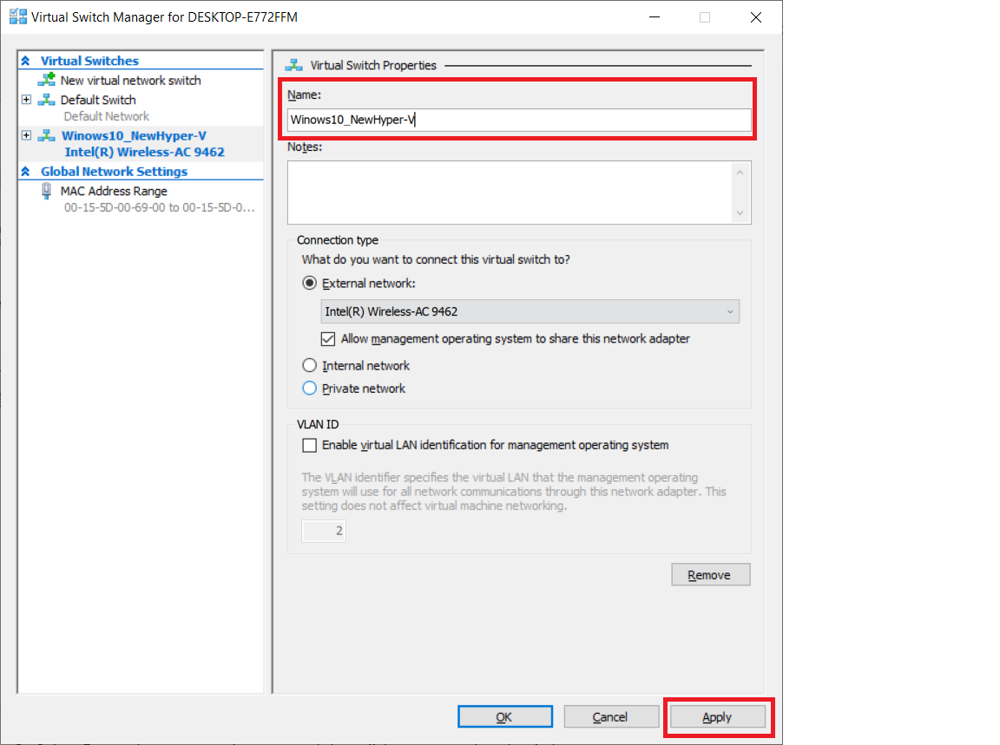 Virtual Switch Manager for DESKTOP-E772FFM
Virtual Switches
New virtual network switch
Default Switch
Default Network
Winows10_NewHyper-V
Intel(R) Wireless-AC 9462
Global Network Settings
MAC Address Range
00-15-5D-00-69-00 to 00-15-5D-0...
Virtual Switch Properties
Name:
Winows10_NewHyper-V
Notes:
Connection type
What do you want to connect this virtual switch to?
External network:
Intel(R) Wireless-AC 9462
Allow management operating system to share this network adapter
Internal network
Private network
VLAN ID
Enable virtual LAN identification for management operating system
The VLAN identifier specifies the virtual LAN that the management operating
system will use for all network communications through this network adapter. This
setting does not affect virtual machine networking.
2
Remove
OK
Cancel
Apply